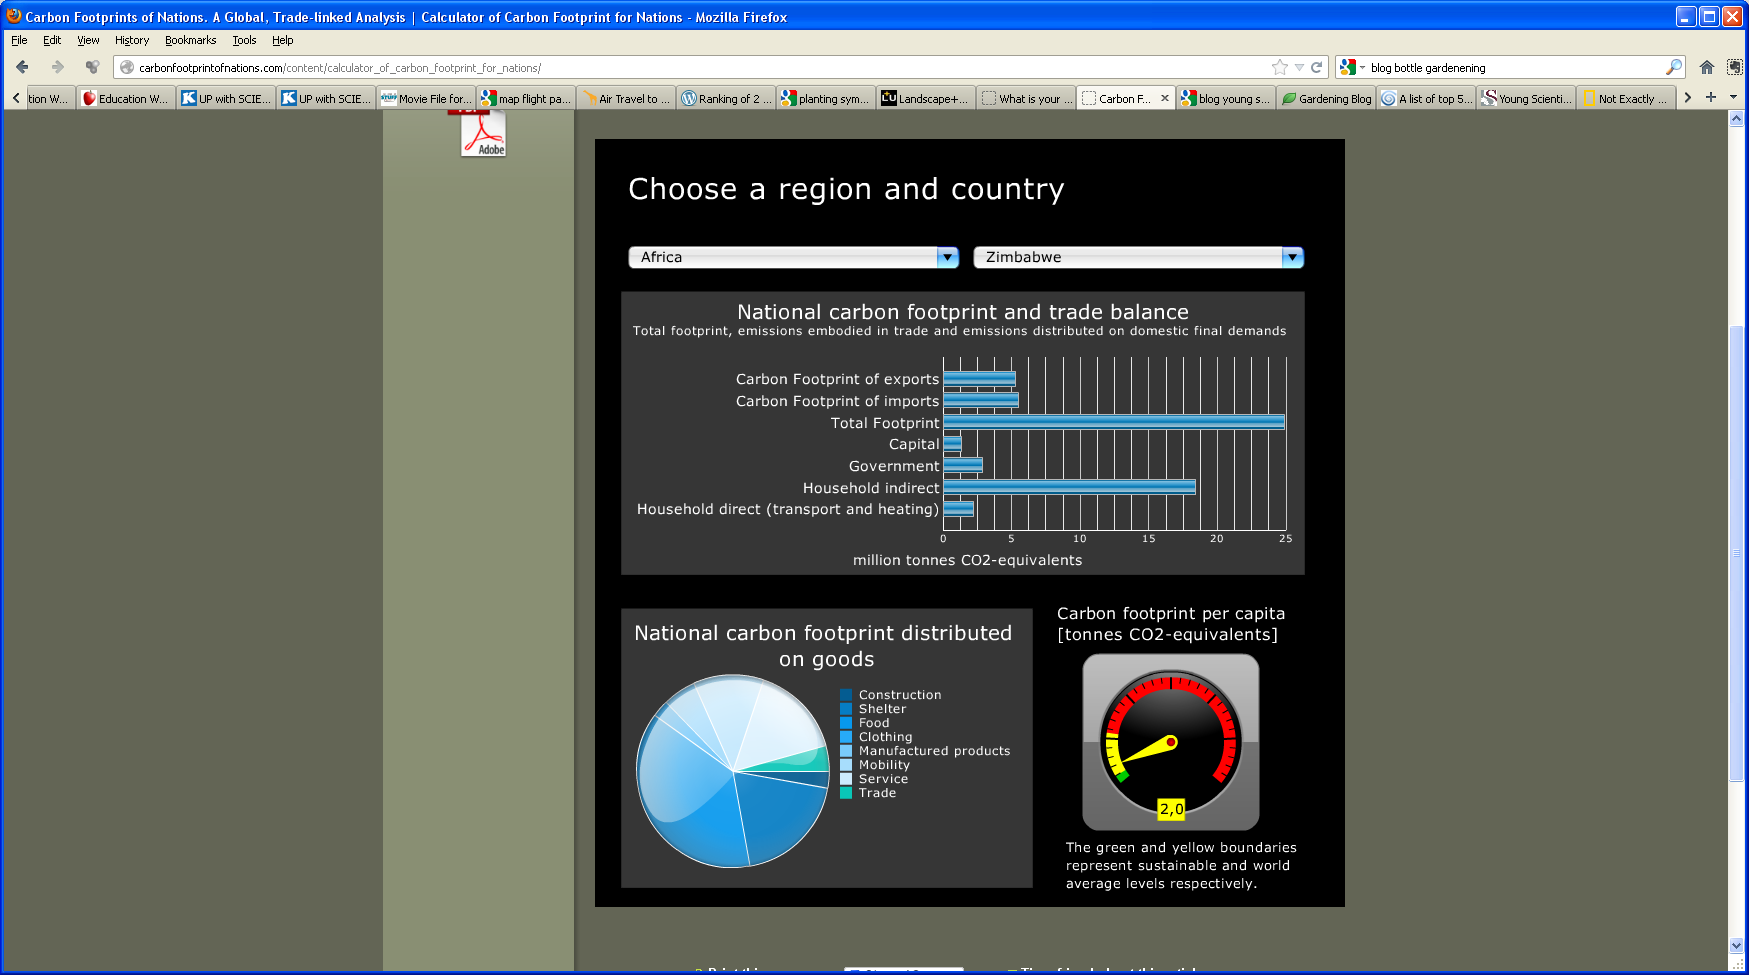 Carbon Footprints of Nations. A Global, Trade-linked Analysis | Calculator of Carbon Footprint for Nations - Mozilla Firefox
File Edit View History Bookmarks Tools Help
carbonfootprintofnations.com/content/calculator_of_carbon_footprint_for_nations/
blog bottle gardenening
tion W... Education W... UP with SCIE... UP with SCIE... Movie File for... map flight pa... Air Travel to ... Ranking of 2 ... planting sym... Landscape+... What is your ... Carbon F... blog young s... Gardening Blog A list of top 5... Young Scienti... Not Exactly ...
Adobe
Choose a region and country
Africa Zimbabwe
National carbon footprint and trade balance
Total footprint, emissions embodied in trade and emissions distributed on domestic final demands
Carbon Footprint of exports
Carbon Footprint of imports
Total Footprint
Capital
Government
Household indirect
Household direct (transport and heating)
0 5 10 15 20 25
million tonnes CO2-equivalents
National carbon footprint distributed
on goods
Construction
Shelter
Food
Clothing
Manufactured products
Mobility
Service
Trade
Carbon footprint per capita
[tonnes CO2-equivalents]
2,0
The green and yellow boundaries
represent sustainable and world
average levels respectively.